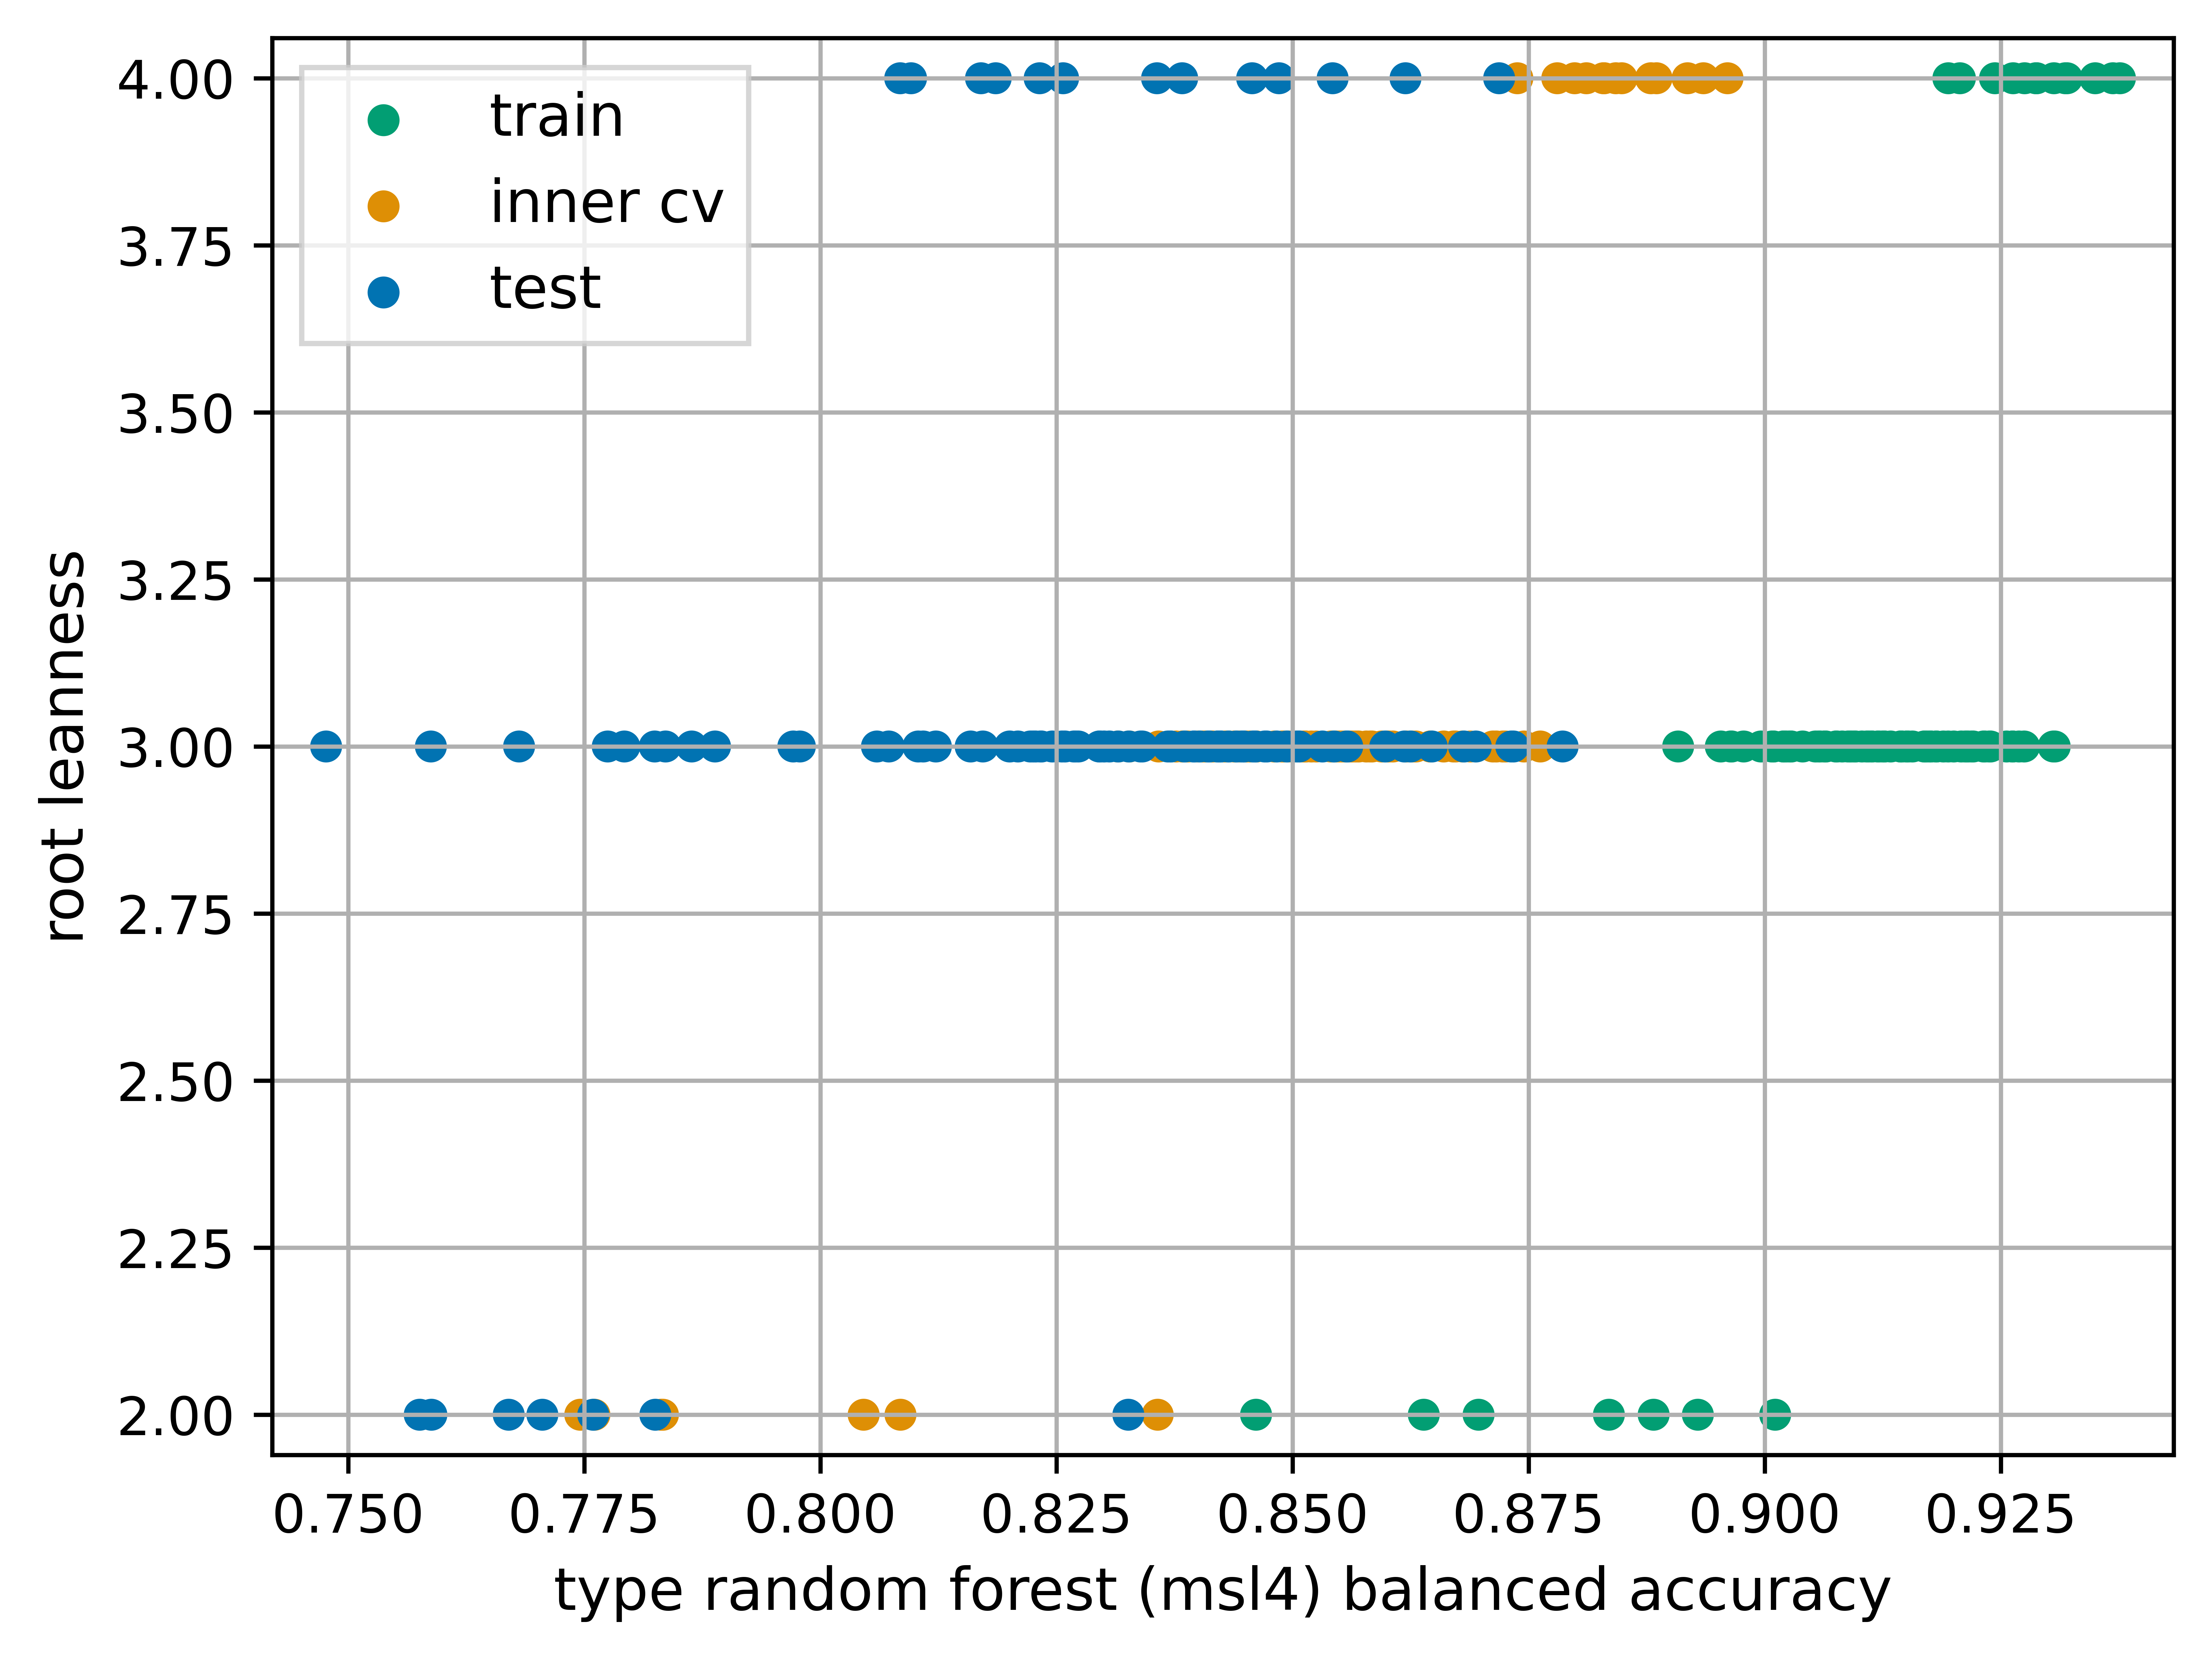 train
inner cv
test
4.00
3.75
3.50
3.25
3.00
2.75
2.50
2.25
2.00
root leanness
0.750 0.775 0.800 0.825 0.850 0.875 0.900 0.925
type random forest (msl4) balanced accuracy